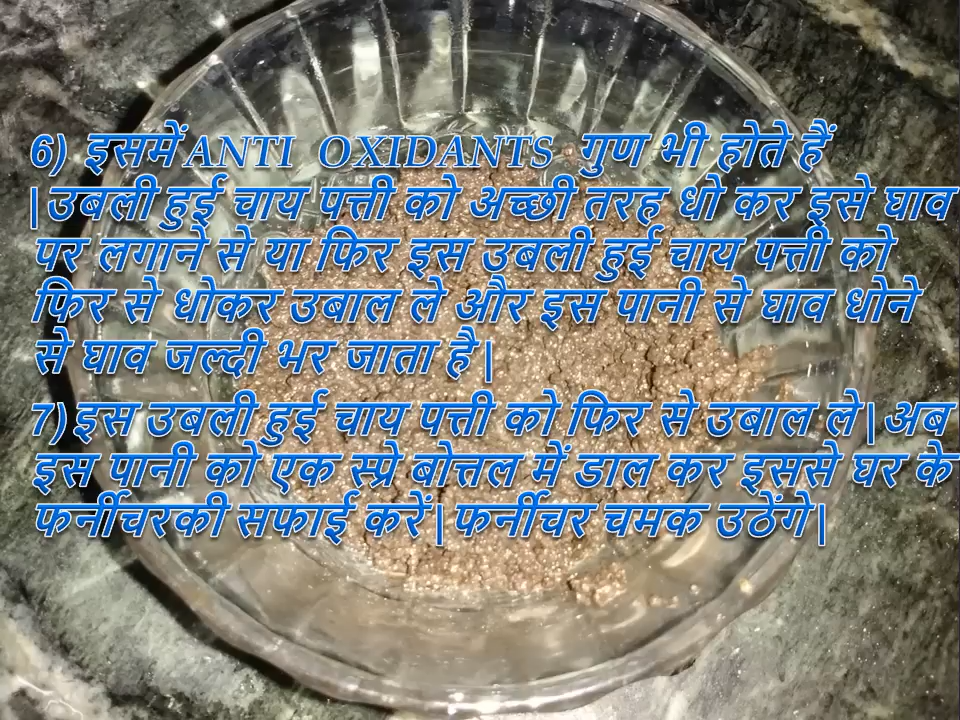 6) इसमें ANTI OXIDANTS गुण भी होते हैं
|उबली हुई चाय पत्ती को अच्छी तरह धो कर इसे घाव
पर लगाने से या फिर इस उबली हुई चाय पत्ती को
फिर से धोकर उबाल ले और इस पानी से घाव धोने
से घाव जल्दी भर जाता है|
7) इस उबली हुई चाय पत्ती को फिर से उबाल ले|अब
इस पानी को एक स्प्रे बोत्तल में डाल कर इससे घर के
फर्नीचरकी सफाई करें|फर्नीचर चमक उठेंगे|